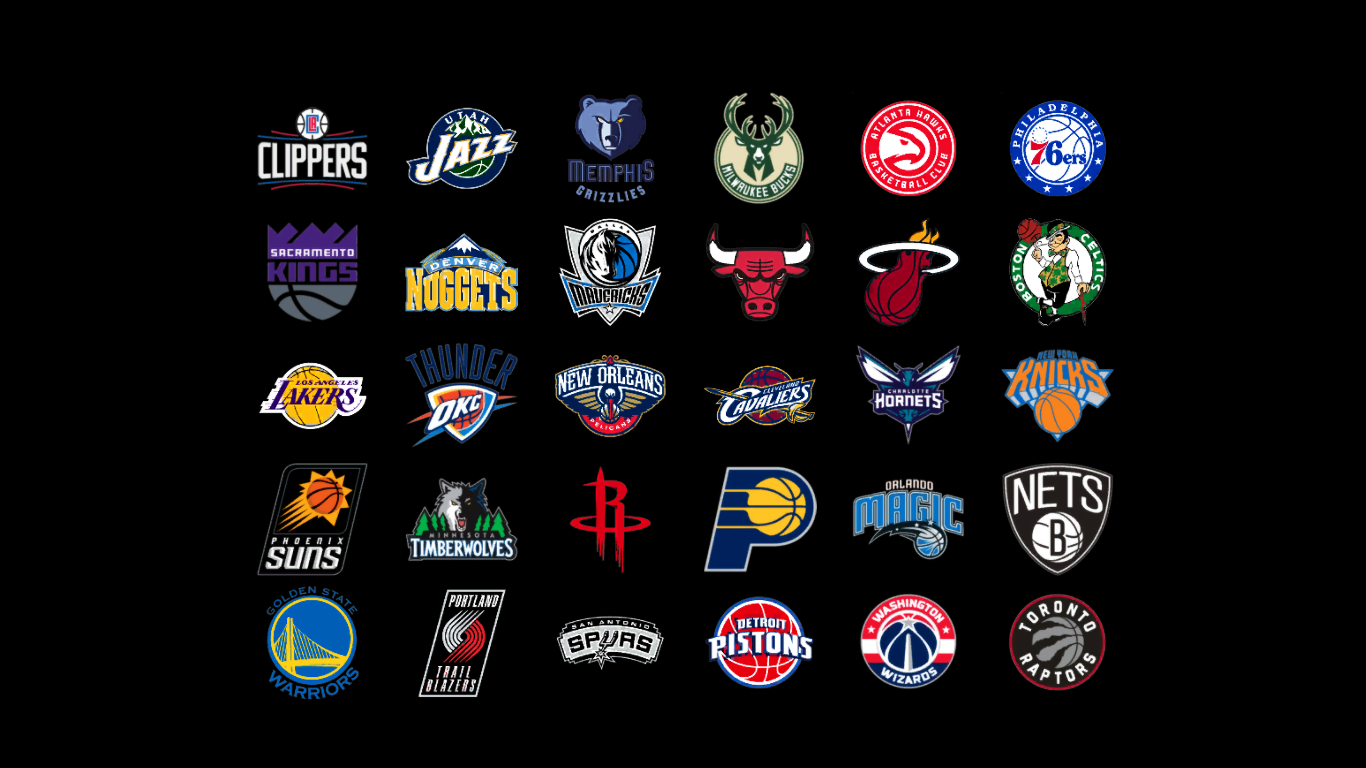 LAC
CLIPPERS
UTAH
JAZZ
MEMPHIS
GRIZZLIES
MILWAUKEE BUCKS
ATLANTA HAWKS
BASKETBALL CLUB
PHILADELPHIA
76ers
SACRAMENTO
KINGS
DENVER
NUGGETS
DALLAS
MAVERICKS
BOSTON
CELTICS
LOS ANGELES
LAKERS
THUNDER
OKC
NEW ORLEANS
PELICANS
CLEVELAND
CAVALIERS
CHARLOTTE
HORNETS
NEW YORK
KNICKS
PHOENIX
SUNS
MINNESOTA
TIMBERWOLVES
R
P
ORLANDO
MAGIC
NETS
B
GOLDEN STATE
WARRIORS
PORTLAND
TRAIL
BLAZERS
SAN ANTONIO
SPURS
DETROIT
PISTONS
WASHINGTON
WIZARDS
TORONTO
RAPTORS